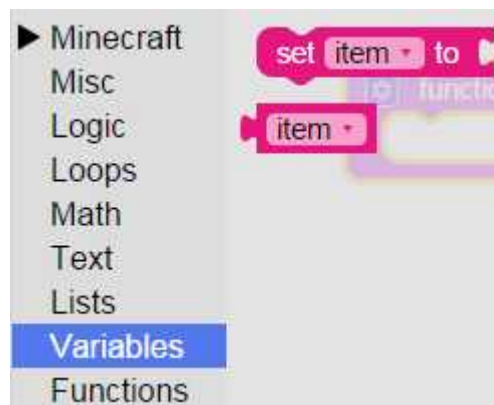 Minecraft
Misc
Logic
Loops
Math
Text
Lists
Variables
Functions
set item to
item